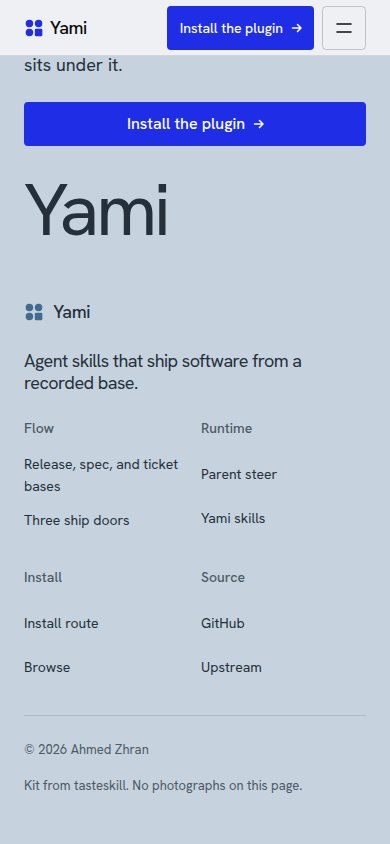 Yami
Install the plugin →
sits under it.
Install the plugin →
Yami
Yami
Agent skills that ship software from a
recorded base.
Flow
Release, spec, and ticket
bases
Three ship doors
Runtime
Parent steer
Yami skills
Install
Install route
Browse
Source
GitHub
Upstream
© 2026 Ahmed Zhran
Kit from tasteskill. No photographs on this page.